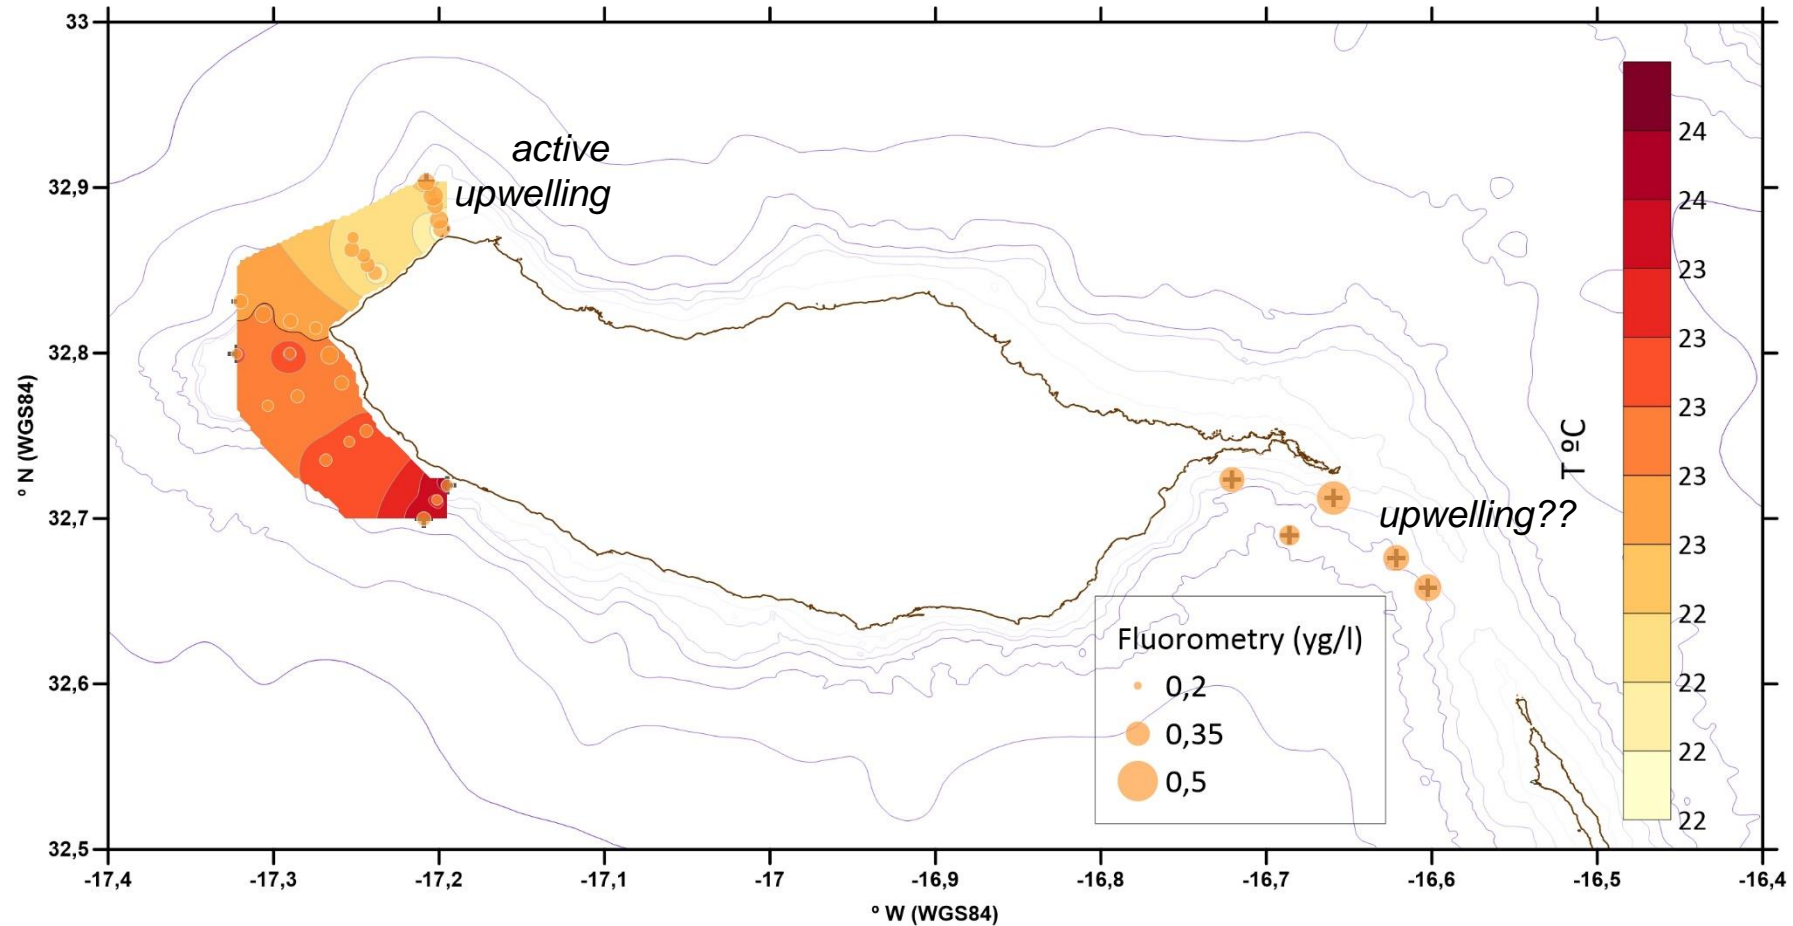 33
32,9
32,8
32,7
32,6
32,5
º N (WGS84)
active
upwelling
upwelling??
T ºC
24
24
23
23
23
23
23
22
22
22
22
Fluorometry (yg/l)
0,2
0,35
0,5
-17,4 -17,3 -17,2 -17,1 -17 -16,9 -16,8 -16,7 -16,6 -16,5 -16,4
º W (WGS84)